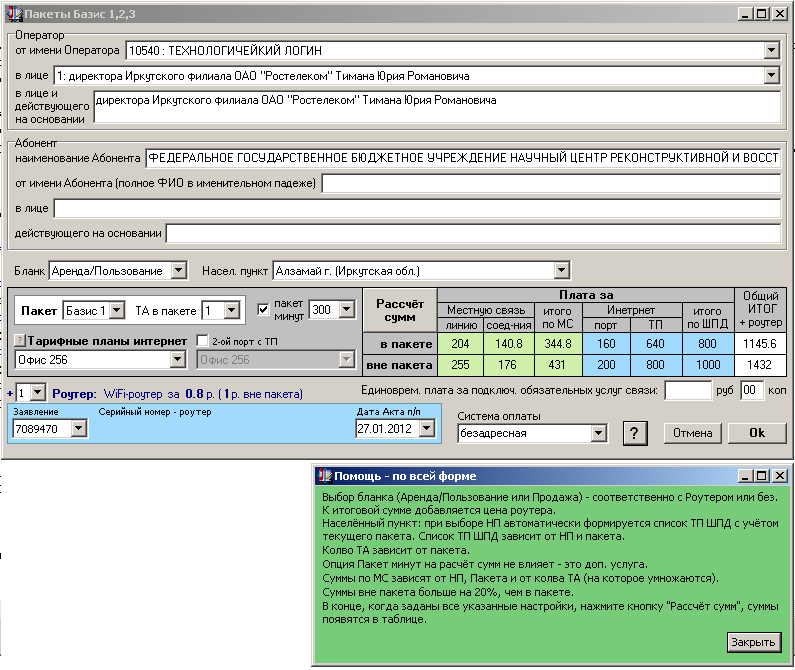 Пакеты Базис 1,2,3
Оператор
от имени Оператора 10540 : ТЕХНОЛОГИЧЕЙКИЙ ЛОГИН
в лице 1: директора Иркутского филиала ОАО "Ростелеком" Тимана Юрия Романовича
в лице и
действующего
на основании
директора Иркутского филиала ОАО "Ростелеком" Тимана Юрия Романовича
Абонент
наименование Абонента ФЕДЕРАЛЬНОЕ ГОСУДАРСТВЕННОЕ БЮДЖЕТНОЕ УЧРЕЖДЕНИЕ НАУЧНЫЙ ЦЕНТР РЕКОНСТРУКТИВНОЙ И ВОССТ
от имени Абонента (полное ФИО в именительном падеже)
в лице
действующего на основании
Бланк Аренда/Пользование Насел. пункт Алзамай г. (Иркутская обл.)
Пакет Базис 1 ТА в пакете 1 пакет минут 300
? Тарифные планы интернет 2-ой порт с ТП
Офис 256 Офис 256
Рассчёт сумм
Плата за
Общий ИТОГ + роутер
Местную связь итого по МС Инетрнет итого по ШПД
линию соед-ния порт ТП
в пакете 204 140.8 344.8 160 640 800 1145.6
вне пакета 255 176 431 200 800 1000 1432
+ 1 Роутер: WiFi-роутер за 0.8 р. ( 1 р. вне пакета)
Единоврем. плата за подключ. обязательных услуг связи: руб 00 коп
Заявление Серийный номер - роутер Дата Акта п/п
7089470 27.01.2012
Система оплаты
безадресная ? Отмена Ok
Помощь - по всей форме
Выбор бланка (Аренда/Пользование или Продажа) - соответственно с Роутером или без.
К итоговой сумме добавляется цена роутера.
Населённый пункт: при выборе НП автоматически формируется список ТП ШПД с учётом
текущего пакета. Список ТП ШПД зависит от НП и пакета.
Колво ТА зависит от пакета.
Опция Пакет минут на расчёт сумм не влияет - это доп. услуга.
Суммы по МС зависят от НП, Пакета и от колва ТА (на которое умножаются).
Суммы вне пакета больше на 20%, чем в пакете.
В конце, когда заданы все указанные настройки, нажмите кнопку "Рассчёт сумм", суммы
появятся в таблице.
Закрыть